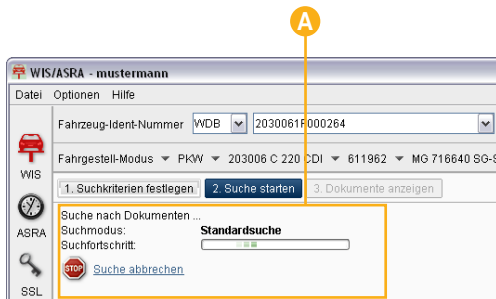 A
WIS/ASRA - mustermann
Datei Optionen Hilfe
Fahrzeug-Ident-Nummer WDB 2030061R000264
Fahrgestell-Modus PKW 203006 C 220 CDI 611962 MG 716640 SG-S
WIS
1. Suchkriterien festlegen 2. Suche starten 3. Dokumente anzeigen
ASRA
Suche nach Dokumenten ...
Suchmodus: Standardsuche
Suchfortschritt:
STOP Suche abbrechen
SSL